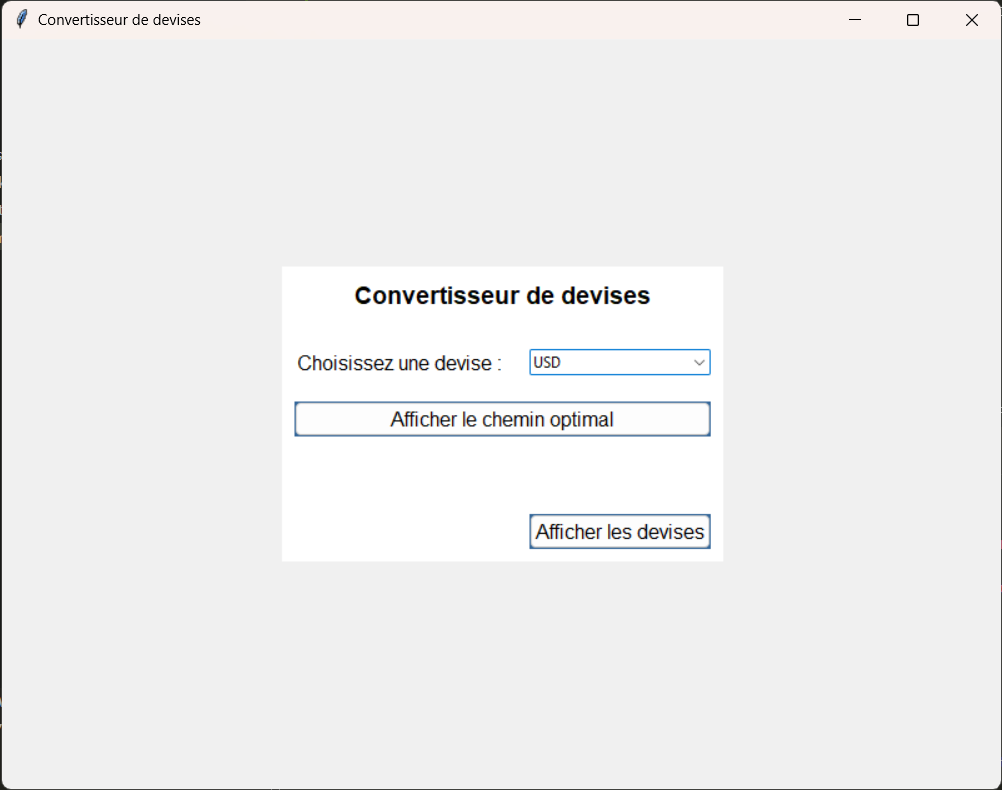 Convertisseur de devises
Convertisseur de devises
Choisissez une devise : USD
Afficher le chemin optimal
Afficher les devises